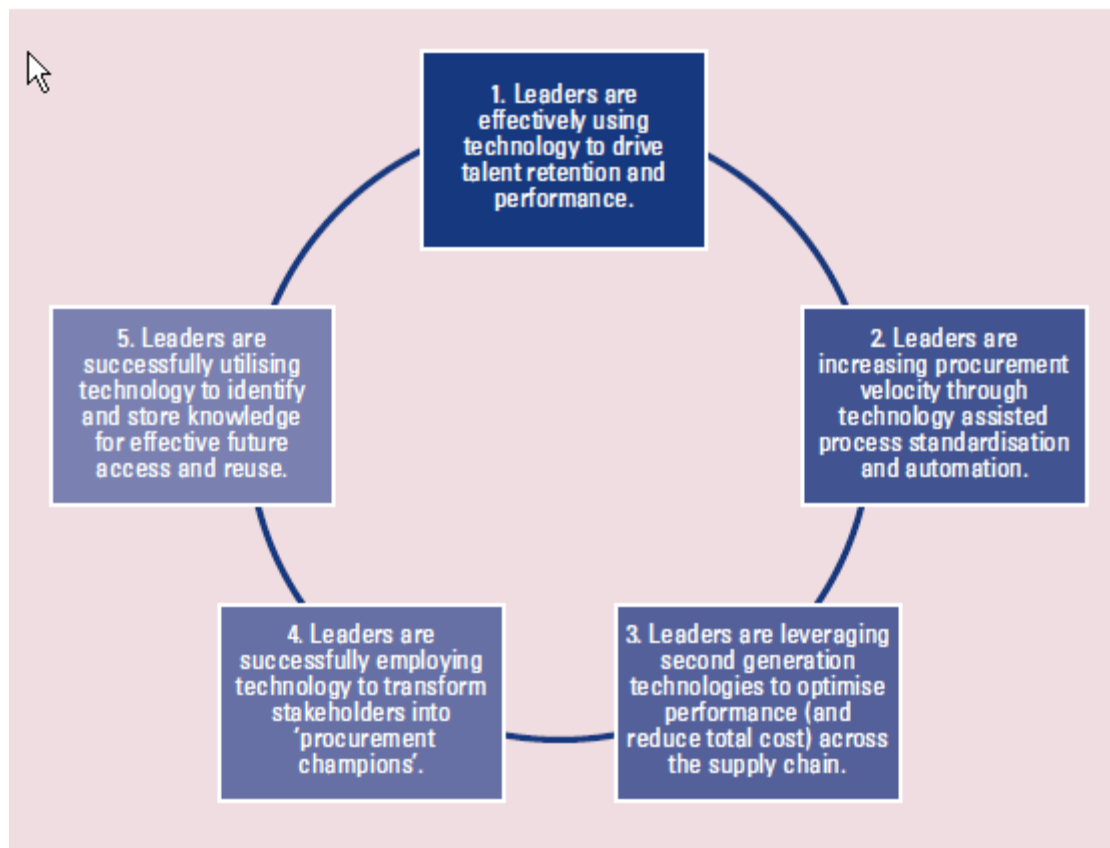 1. Leaders are
effectively using
technology to drive
talent retention and
performance.
2. Leaders are
increasing procurement
velocity through
technology assisted
process standardisation
and automation.
3. Leaders are leveraging
second generation
technologies to optimise
performance (and
reduce total cost) across
the supply chain.
4. Leaders are
successfully employing
technology to transform
stakeholders into
‘procurement
champions’.
5. Leaders are
successfully utilising
technology to identify
and store knowledge
for effective future
access and reuse.